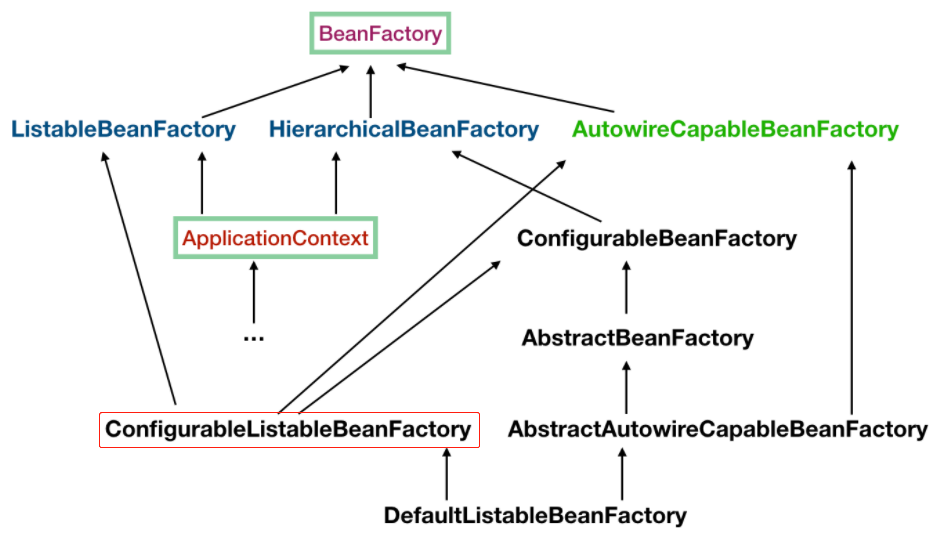 BeanFactory
ListableBeanFactory HierarchicalBeanFactory AutowireCapableBeanFactory
ApplicationContext ConfigurableBeanFactory
...
AbstractBeanFactory
ConfigurableListableBeanFactory AbstractAutowireCapableBeanFactory
DefaultListableBeanFactory